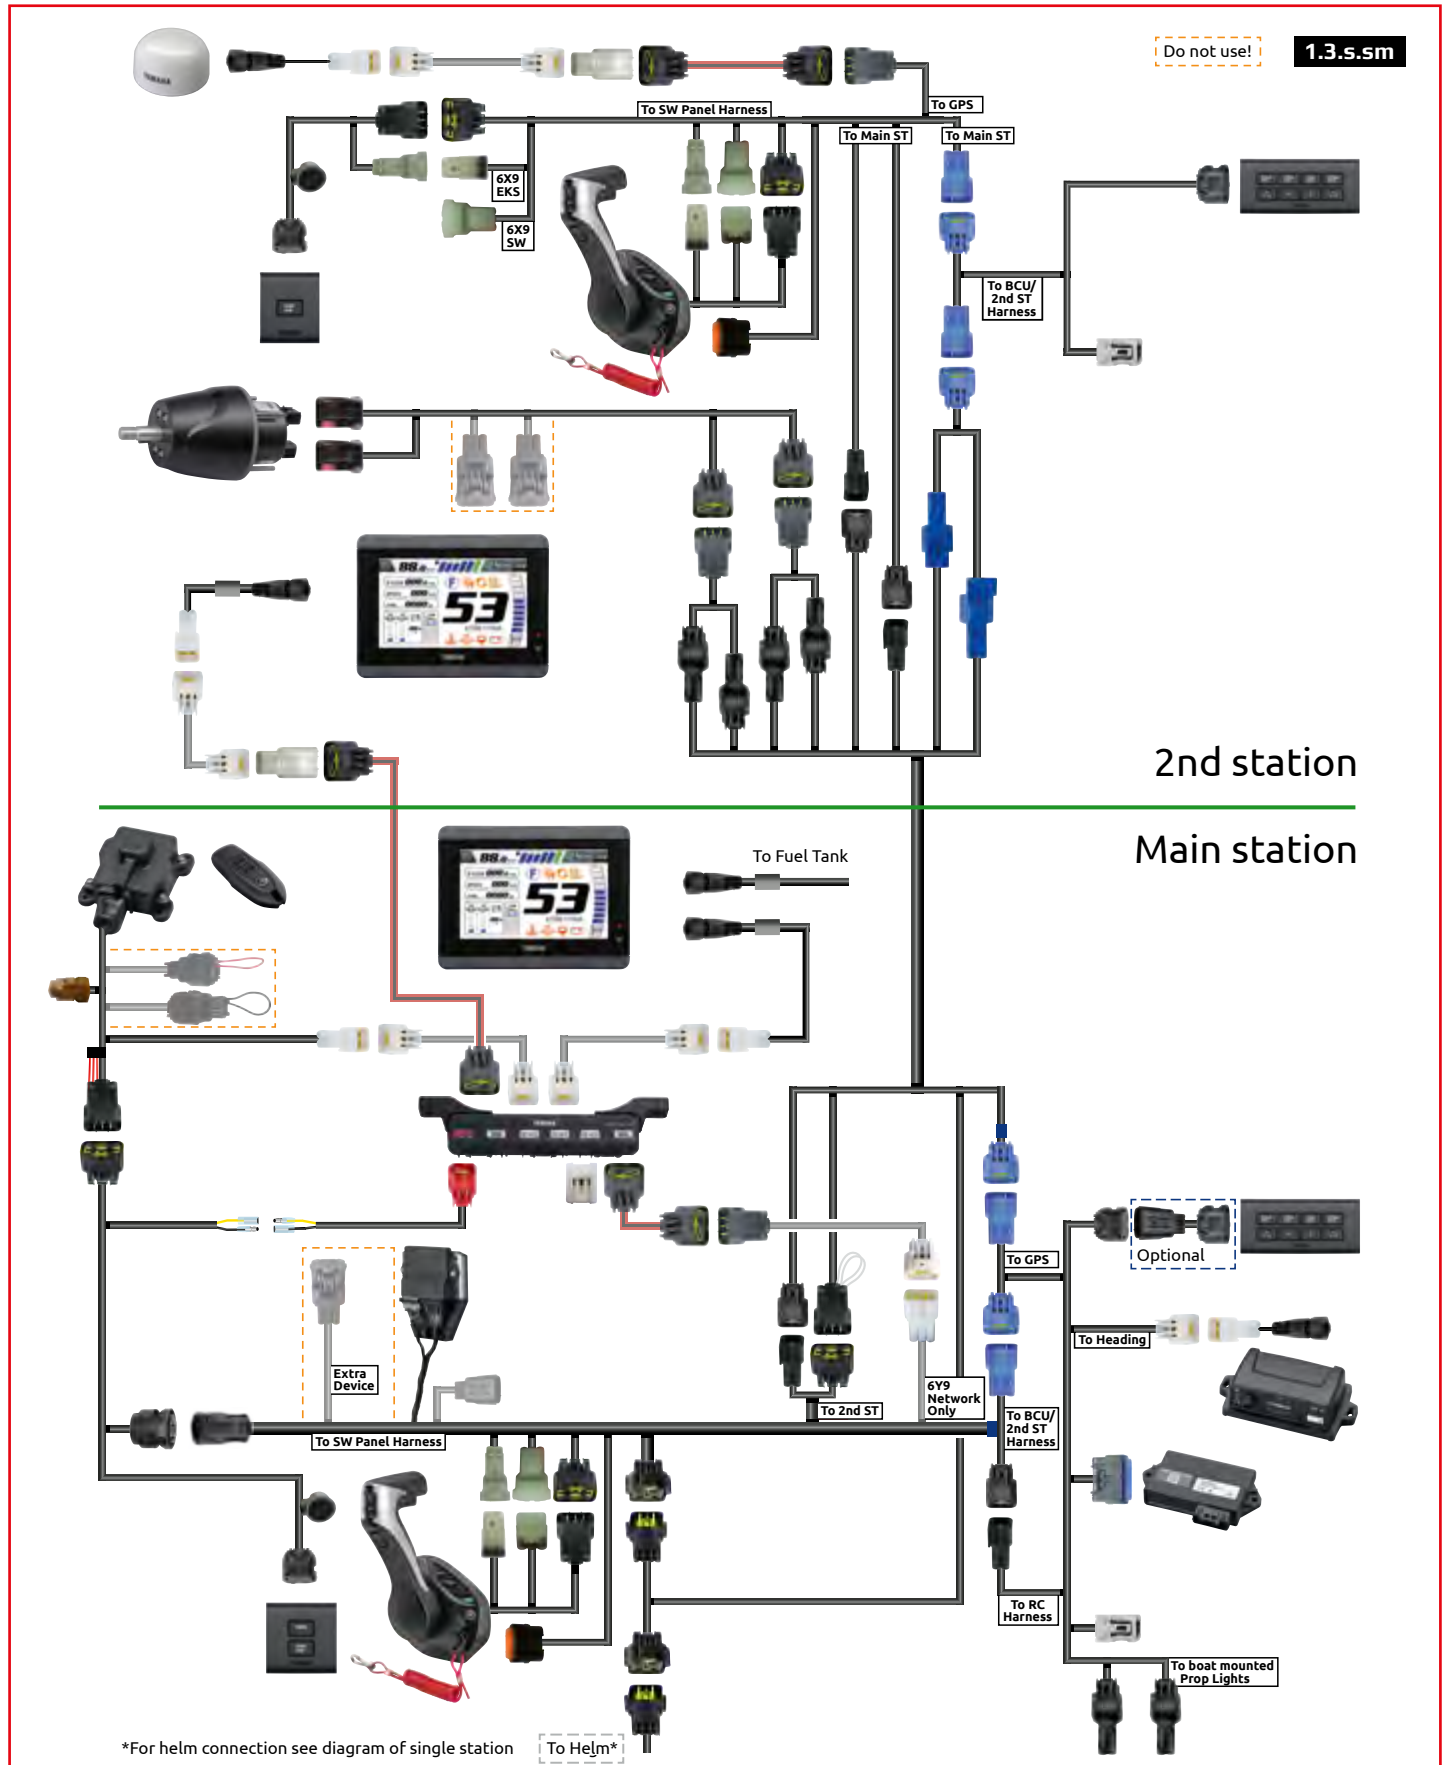 Do not use!
1.3.s.sm
YAMAHA
To SW Panel Harness
To GPS
To Main ST
To Main ST
6X9
EKS
6X9
SW
To BCU/
2nd ST
Harness
53
2nd station
Main station
To Fuel Tank
53
Optional
To GPS
To Heading
Extra
Device
6Y9
Network
Only
To 2nd ST
To BCU/
2nd ST
Harness
To SW Panel Harness
To RC
Harness
To boat mounted
Prop Lights
*For helm connection see diagram of single station
To Helm*